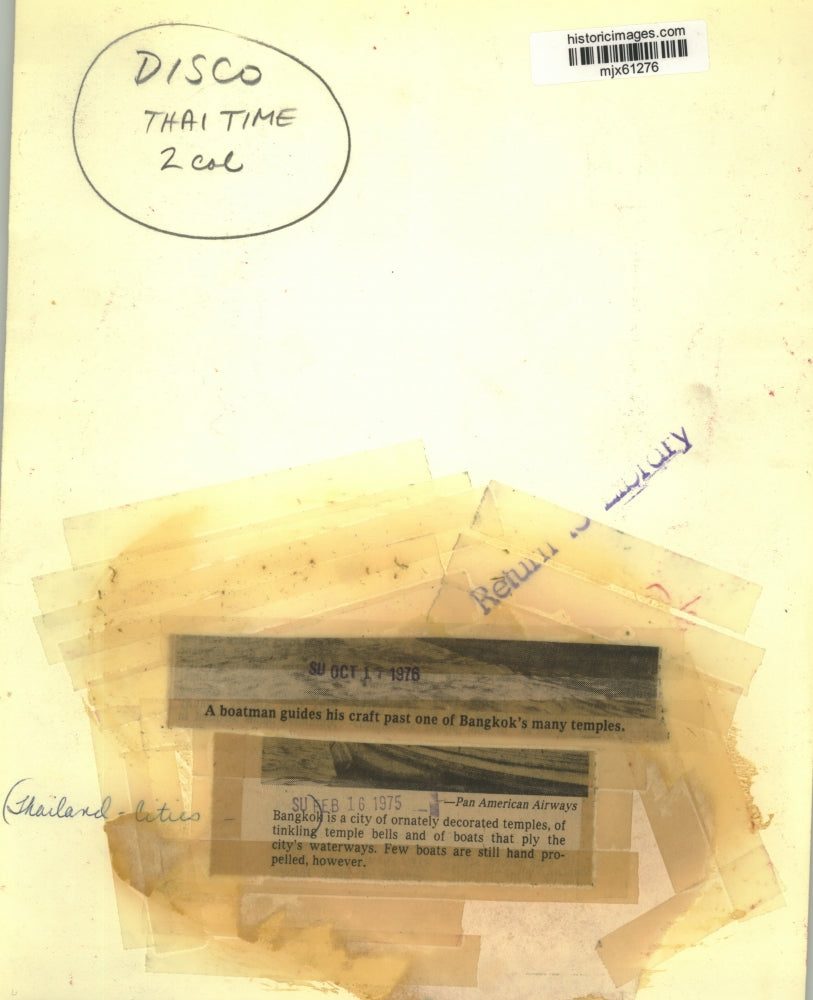 historicimages.com
mjx61276
DISCO
THAI TIME
2 col
Return to Library
SU OCT 17 1976
A boatman guides his craft past one of Bangkok's many temples.
SU FEB 16 1975
—Pan American Airways
(Thailand - Cities - )
Bangkok is a city of ornately decorated temples, of
tinkling temple bells and of boats that ply the
city's waterways. Few boats are still hand pro-
pelled, however.